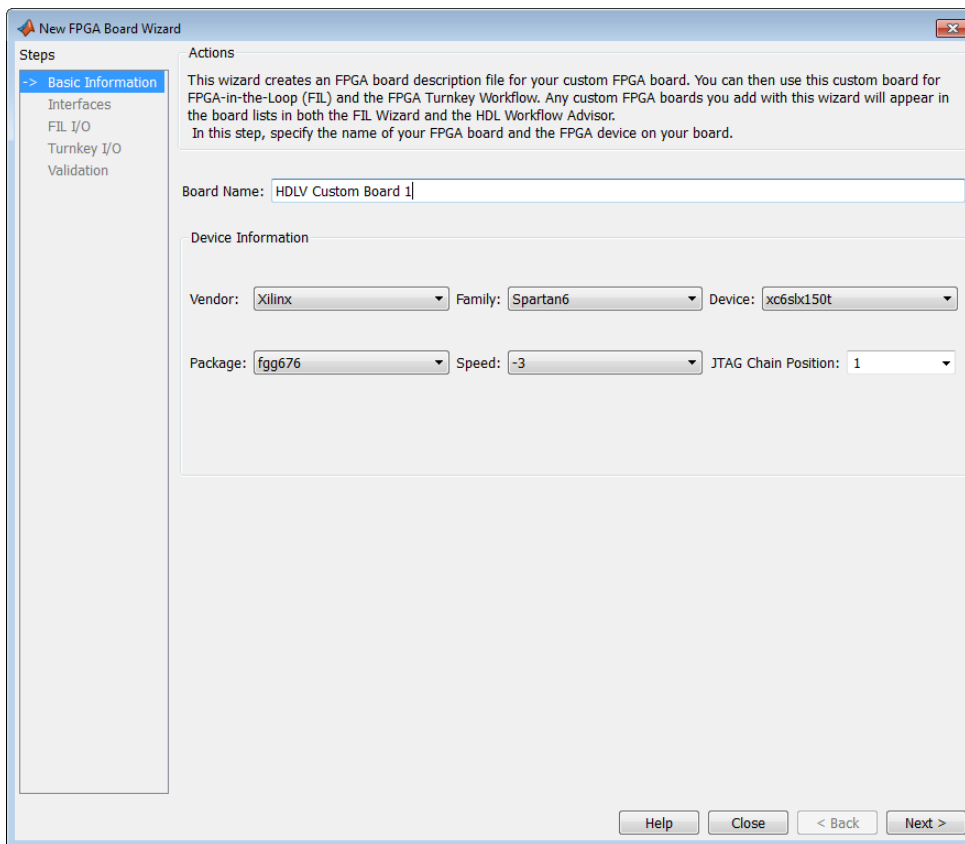 New FPGA Board Wizard
Steps
-> Basic Information
Interfaces
FIL I/O
Turnkey I/O
Validation
Actions
This wizard creates an FPGA board description file for your custom FPGA board. You can then use this custom board for
FPGA-in-the-Loop (FIL) and the FPGA Turnkey Workflow. Any custom FPGA boards you add with this wizard will appear in
the board lists in both the FIL Wizard and the HDL Workflow Advisor.
In this step, specify the name of your FPGA board and the FPGA device on your board.
Board Name: HDLV Custom Board 1
Device Information
Vendor: Xilinx Family: Spartan6 Device: xc6slx150t
Package: fgg676 Speed: -3 JTAG Chain Position: 1
Help Close < Back Next >